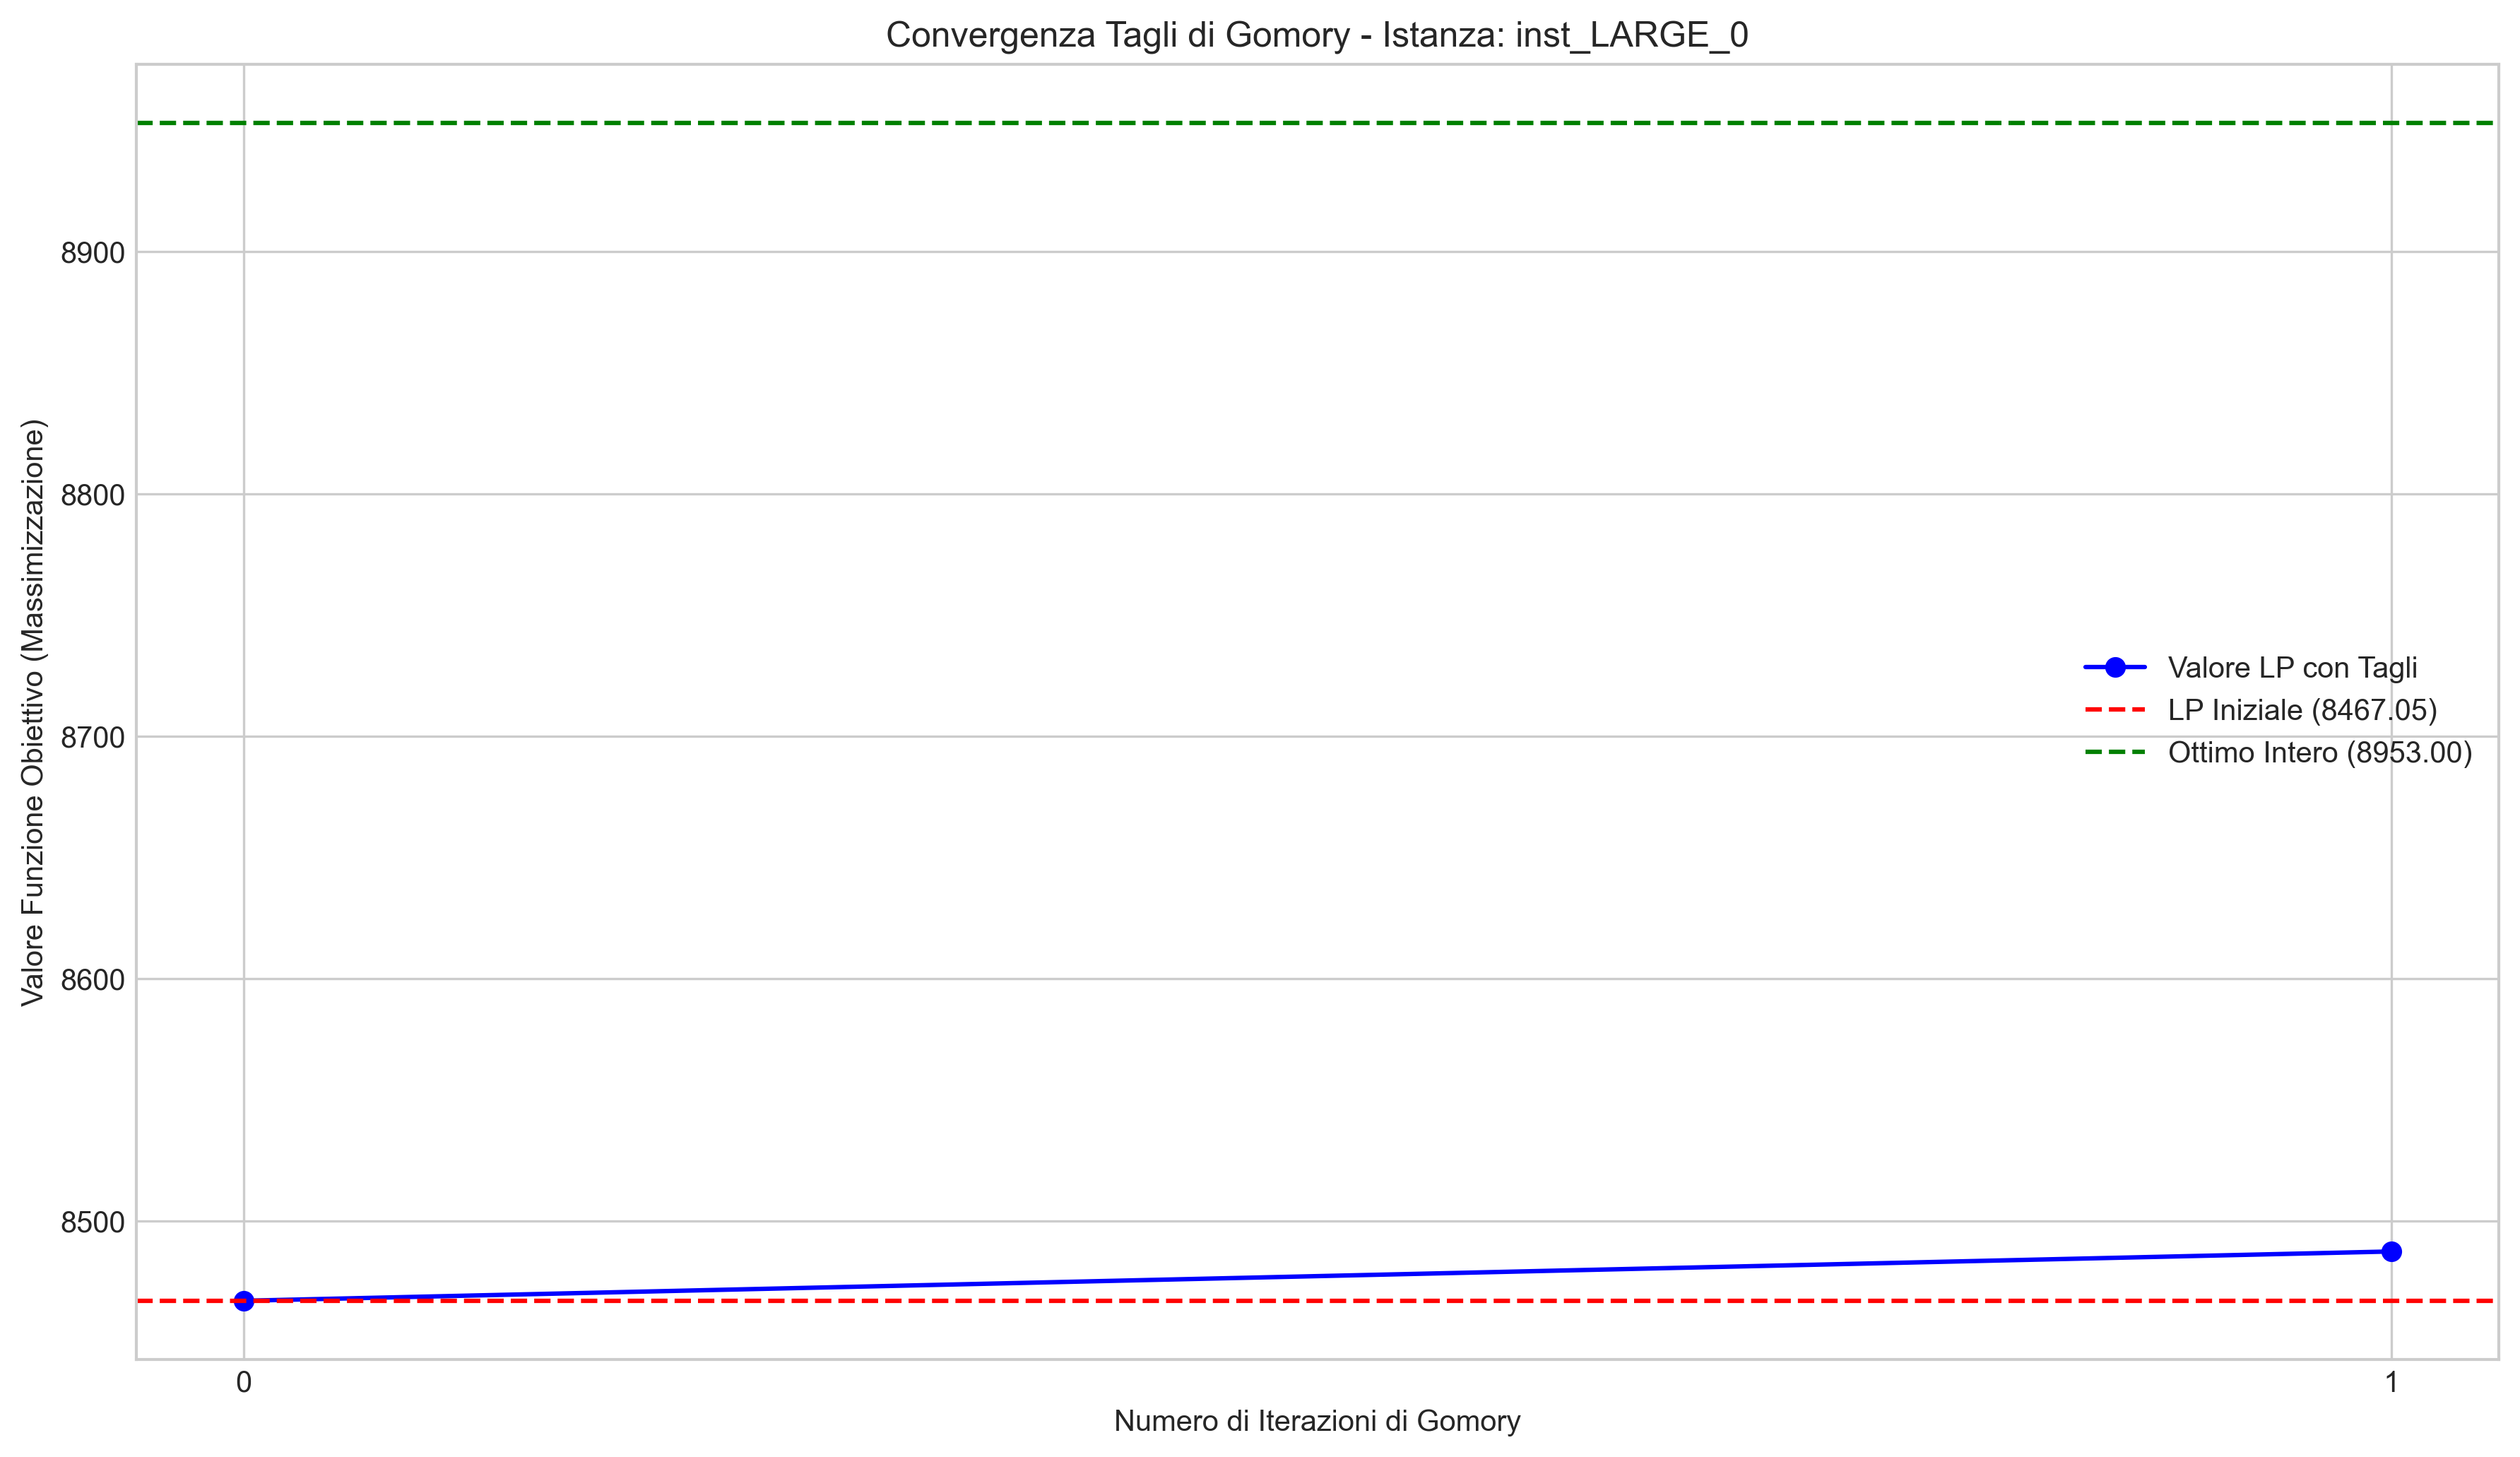 Convergenza Tagli di Gomory - Istanza: inst_LARGE_0
Valore Funzione Obiettivo (Massimizzazione)
8900
8800
8700
8600
8500
Valore LP con Tagli
LP Iniziale (8467.05)
Ottimo Intero (8953.00)
0
1
Numero di Iterazioni di Gomory